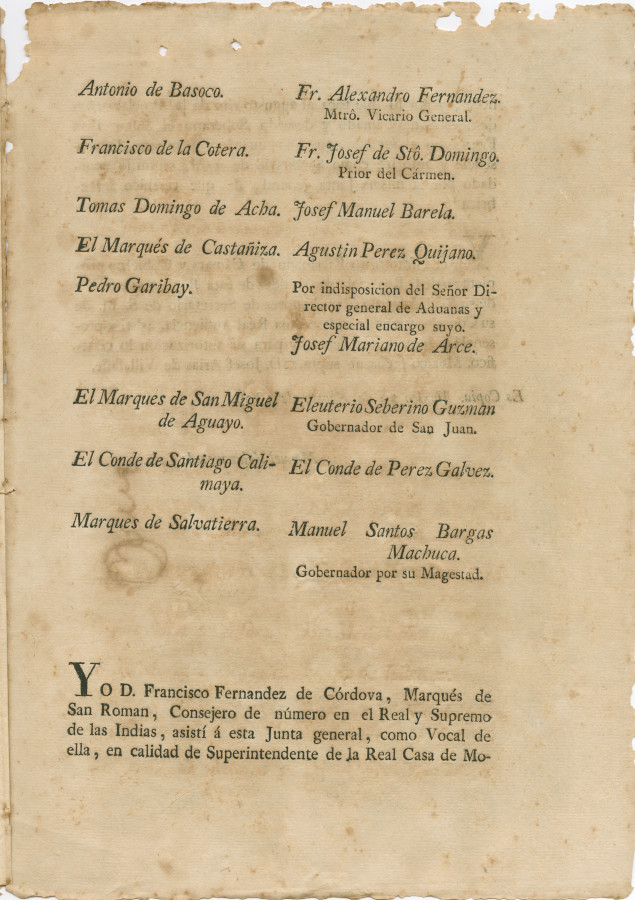 Antonio de Basoco.
Fr. Alexandro Fernandez.
Mtrô. Vicario General.
Francisco de la Cotera.
Fr. Josef de Stô. Domingo.
Prior del Cármen.
Tomas Domingo de Acha.
Josef Manuel Barela.
El Marqués de Castañiza.
Agustin Perez Quijano.
Pedro Garibay.
Por indisposicion del Señor Di-
rector general de Aduanas y
especial encargo suyo.
Josef Mariano de Arce.
El Marques de San Miguel
de Aguayo.
Eleuterio Seberino Guzman
Gobernador de San Juan.
El Conde de Santiago Cali-
maya.
El Conde de Perez Galvez.
Marques de Salvatierra.
Manuel Santos Bargas
Machuca.
Gobernador por su Magestad.
YO D. Francisco Fernandez de Córdova, Marqués de
San Roman, Consejero de número en el Real y Supremo
de las Indias, asistí á esta Junta general, como Vocal de
ella, en calidad de Superintendente de la Real Casa de Mo-